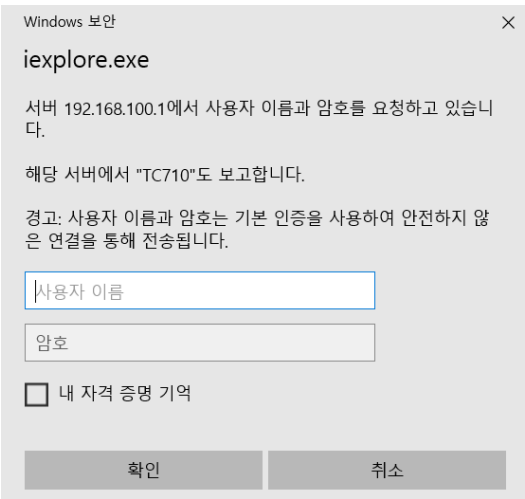 Windows 보안
iexplore.exe
서버 192.168.100.1에서 사용자 이름과 암호를 요청하고 있습니
다.
해당 서버에서 "TC710"도 보고합니다.
경고: 사용자 이름과 암호는 기본 인증을 사용하여 안전하지 않
은 연결을 통해 전송됩니다.
사용자 이름
암호
내 자격 증명 기억
확인 취소